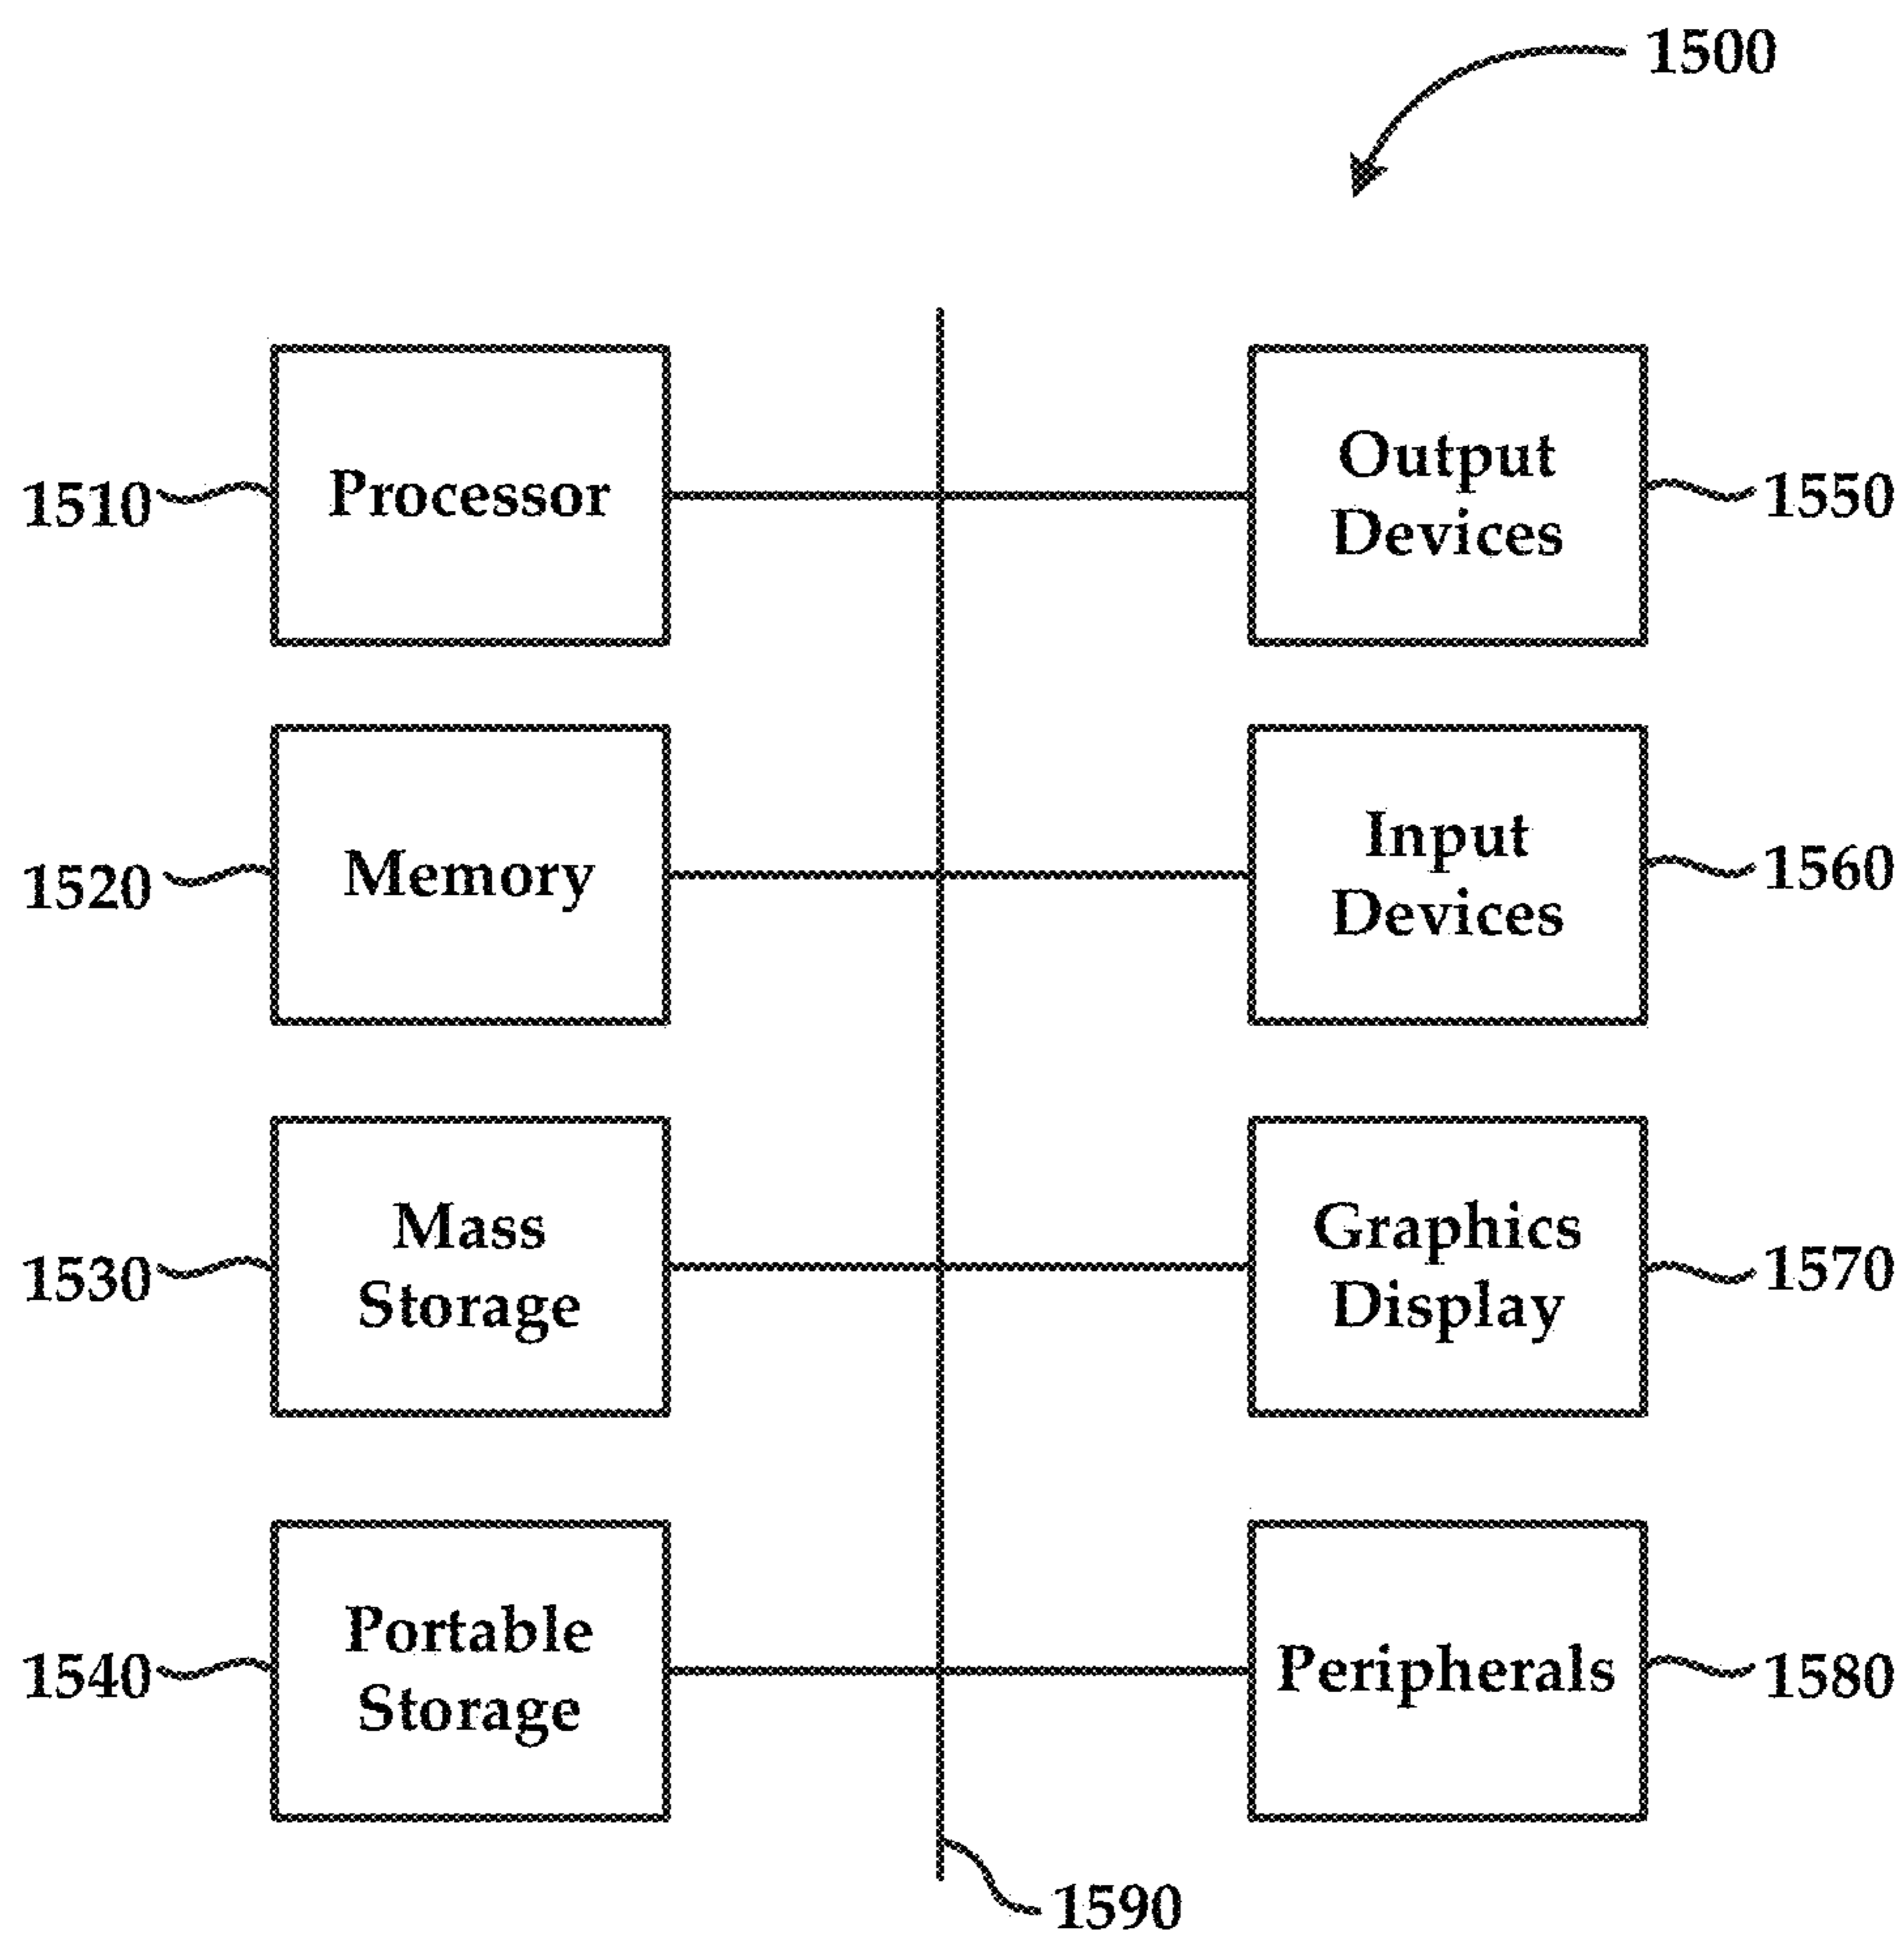 1500
1510
Processor
Output
Devices
1550
1520
Memory
Input
Devices
1560
1530
Mass
Storage
Graphics
Display
1570
1540
Portable
Storage
Peripherals
1580
1590